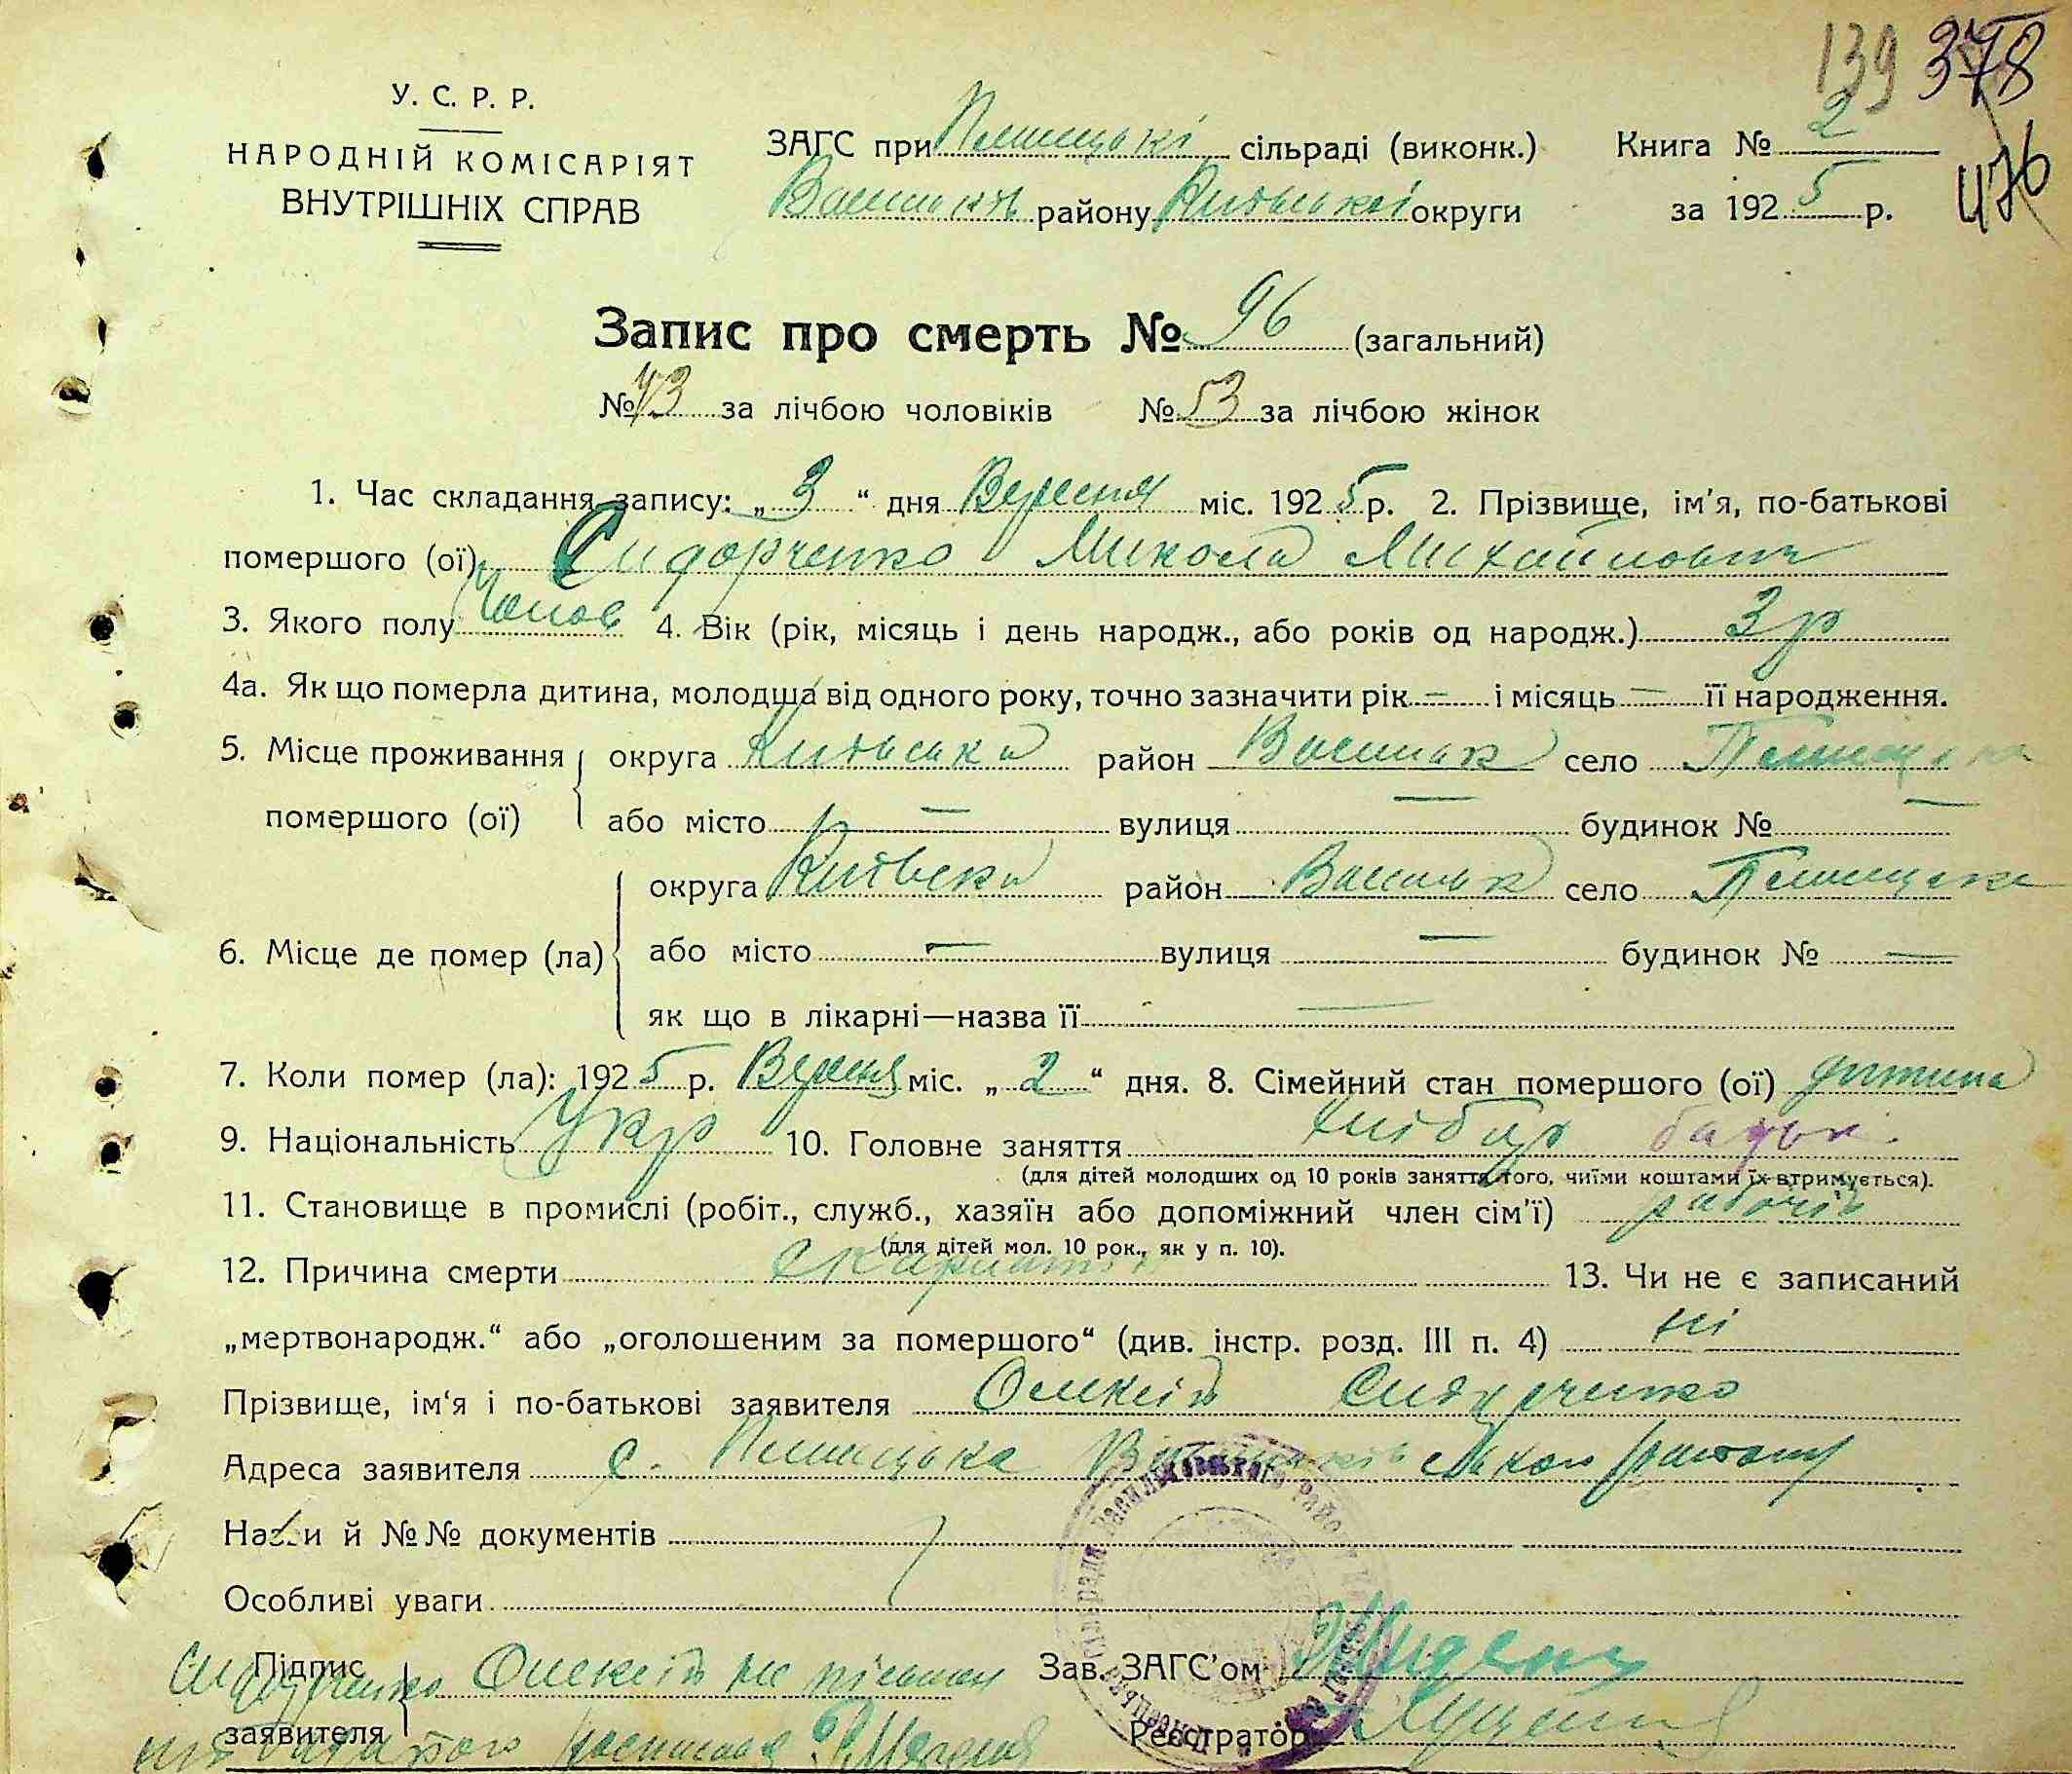 139 378
У. С. Р. Р.
НАРОДНІЙ КОМІСАРІЯТ
ВНУТРІШНІХ СПРАВ
ЗАГС при сільраді (виконк.)
району Київської округи
Книга № 2
за 1925 р.
476
Запис про смерть № 96 (загальний)
№ 43 за лічбою чоловіків № 53 за лічбою жінок
1. Час складання запису: „ 3 “ дня Вересня міс. 1925 р. 2. Прізвище, ім'я, по-батькові
помершого (ої) Сидорченко Микола Михайлович
3. Якого полу Чолов 4. Вік (рік, місяць і день народж., або років од народж.) 3 р
4а. Як що померла дитина, молодша від одного року, точно зазначити рік — і місяць — її народження.
5. Місце проживання помершого (ої) округа Київська район Васильк село
або місто — вулиця — будинок № —
6. Місце де помер (ла) округа Київська район Васильк село
або місто — вулиця — будинок № —
як що в лікарні—назва її —
7. Коли помер (ла): 1925 р. Вересня міс. „ 2 “ дня. 8. Сімейний стан помершого (ої) дитина
9. Національність Укр 10. Головне заняття Хлібор батьк.
(для дітей молодших од 10 років заняття того, чиїми коштами їх втримується).
11. Становище в промислі (робіт., служб., хазяїн або допоміжний член сім'ї)
(для дітей мол. 10 рок., як у п. 10).
12. Причина смерти скарлатин 13. Чи не є записаний
„мертвонародж.“ або „оголошеним за помершого“ (див. інстр. розд. III п. 4) ні
Прізвище, ім'я і по-батькові заявителя Олексій Сидорченко
Адреса заявителя с.
Назви й №№ документів
Особливі уваги
Підпис заявителя Сидорченко Олексій не písьмен
Зав. ЗАГС'ом
Реєстратор